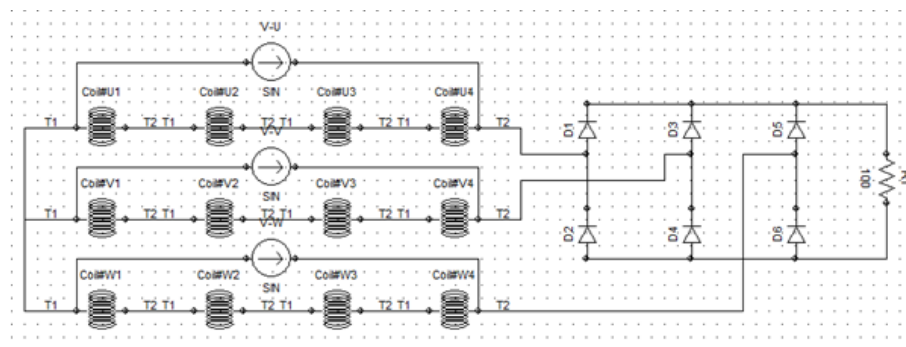 V-U
SIN
Coil#U1 Coil#U2 Coil#U3 Coil#U4
T1 T2 T1 T2 T1 T2 T1 T2
V-V
SIN
Coil#V1 Coil#V2 Coil#V3 Coil#V4
T1 T2 T1 T2 T1 T2 T1 T2
V-W
SIN
Coil#W1 Coil#W2 Coil#W3 Coil#W4
T1 T2 T1 T2 T1 T2 T1 T2
D1 D3 D5
100
D2 D4 D6